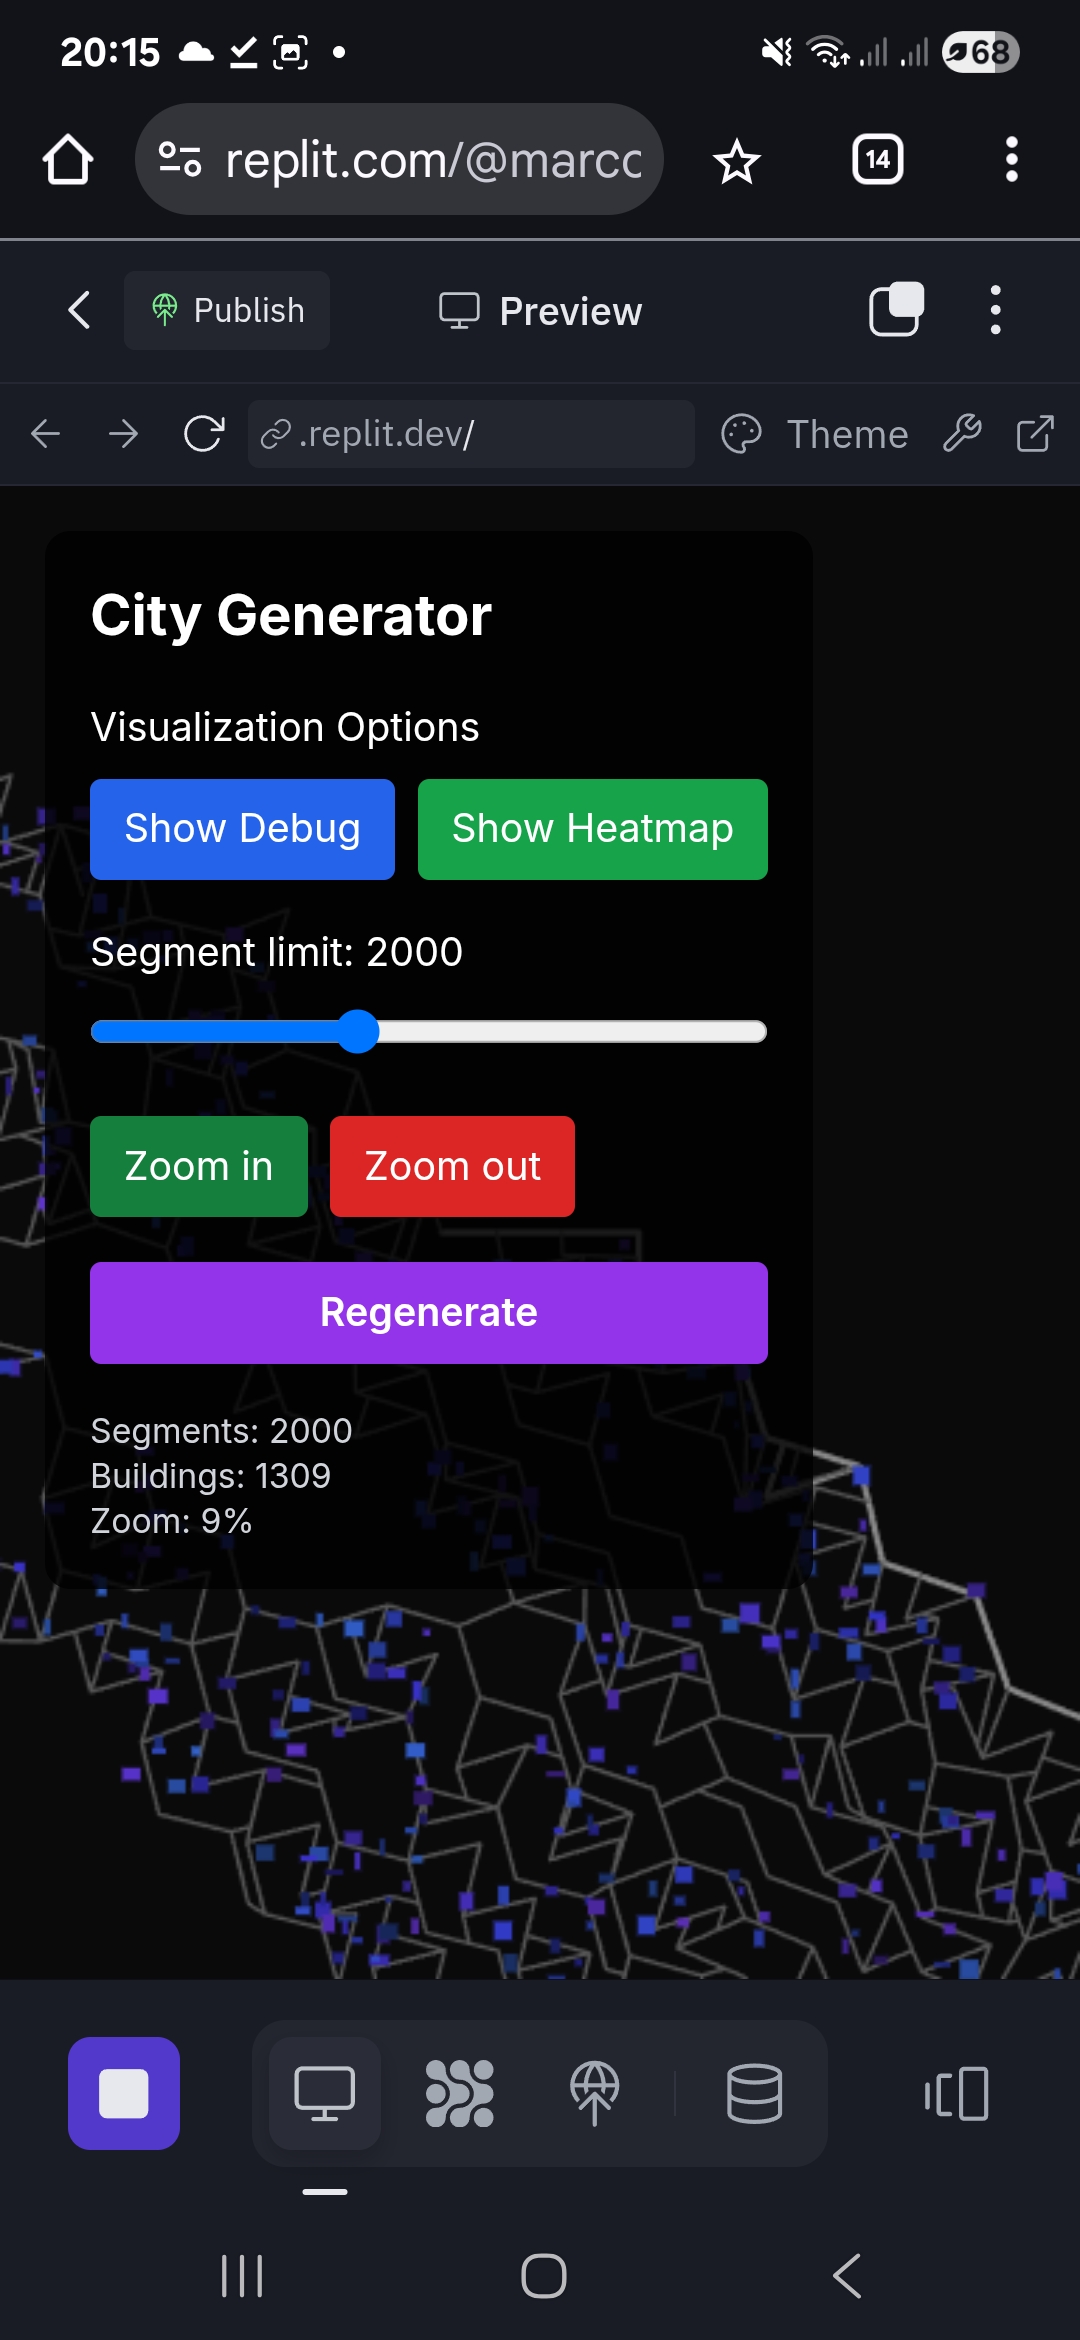 20:15
68
replit.com/@marcc
14
Publish
Preview
.replit.dev/
Theme
City Generator
Visualization Options
Show Debug
Show Heatmap
Segment limit: 2000
Zoom in
Zoom out
Regenerate
Segments: 2000
Buildings: 1309
Zoom: 9%